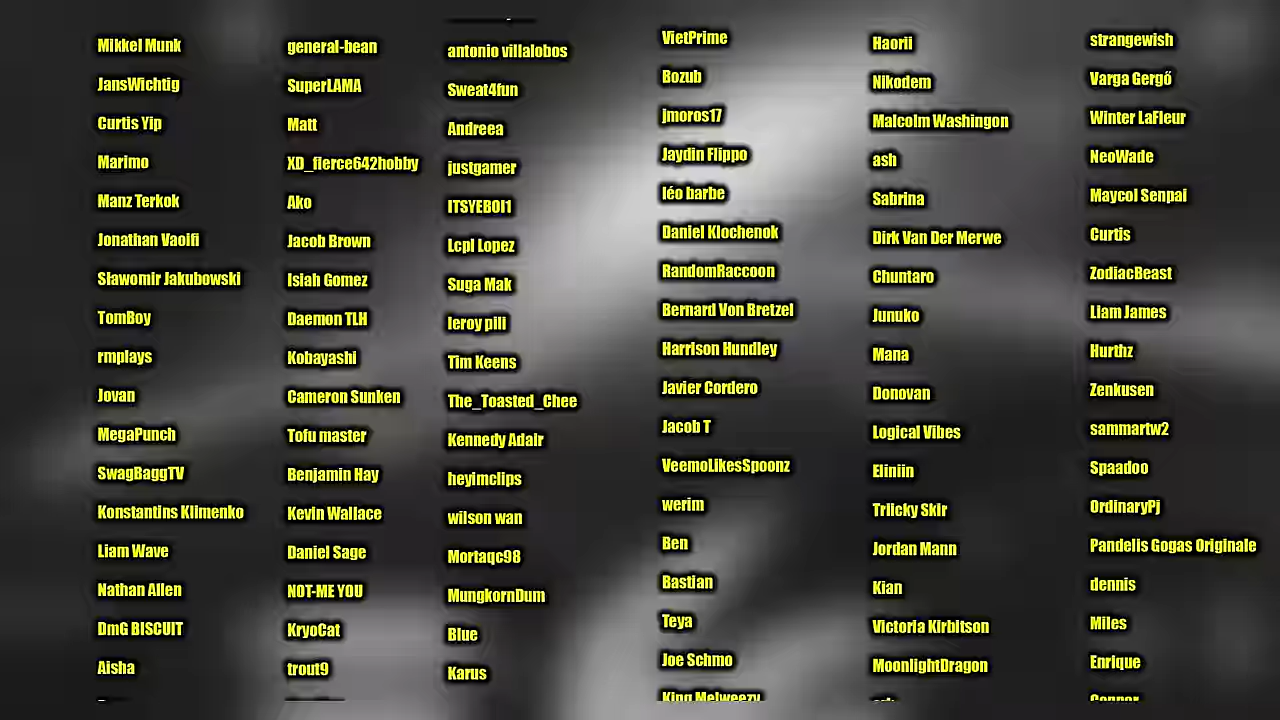 Mikkel Munk
JansWichtig
Curtis Yip
Marimo
Manz Terkok
Jonathan Vaoifi
Sławomir Jakubowski
TomBoy
rmplays
Jovan
MegaPunch
SwagBaggTV
Konstantins Klimenko
Liam Wave
Nathan Allen
DmG BISCUIT
Aisha
general-bean
SuperLAMA
Matt
XD_fierce642hobby
Ako
Jacob Brown
Isiah Gomez
Daemon TLH
Kobayashi
Cameron Sunken
Tofu master
Benjamin Hay
Kevin Wallace
Daniel Sage
NOT-ME YOU
KryoCat
trout9
antonio villalobos
Sweat4fun
Andreea
justgamer
ITSYEBOI1
Lcpl Lopez
Suga Mak
leroy pili
Tim Keens
The_Toasted_Chee
Kennedy Adair
heyimclips
wilson wan
Mortaqc98
MungkornDum
Blue
Karus
VietPrime
Bozub
jmoros17
Jaydin Flippo
léo barbe
Daniel Klochenok
RandomRaccoon
Bernard Von Bretzel
Harrison Hundley
Javier Cordero
Jacob T
VeemoLikesSpoonz
werim
Ben
Bastian
Teya
Joe Schmo
King Melweezy
Haorii
Nikodem
Malcolm Washingon
ash
Sabrina
Dirk Van Der Merwe
Chuntaro
Junuko
Mana
Donovan
Logical Vibes
Eliniin
Triicky Skir
Jordan Mann
Kian
Victoria Kirbitson
MoonlightDragon
strangewish
Varga Gergő
Winter LaFleur
NeoWade
Maycol Senpai
Curtis
ZodiacBeast
Liam James
Hurthz
Zenkusen
sammartw2
Spaadoo
OrdinaryPj
Pandelis Gogas Originale
dennis
Miles
Enrique
Connor